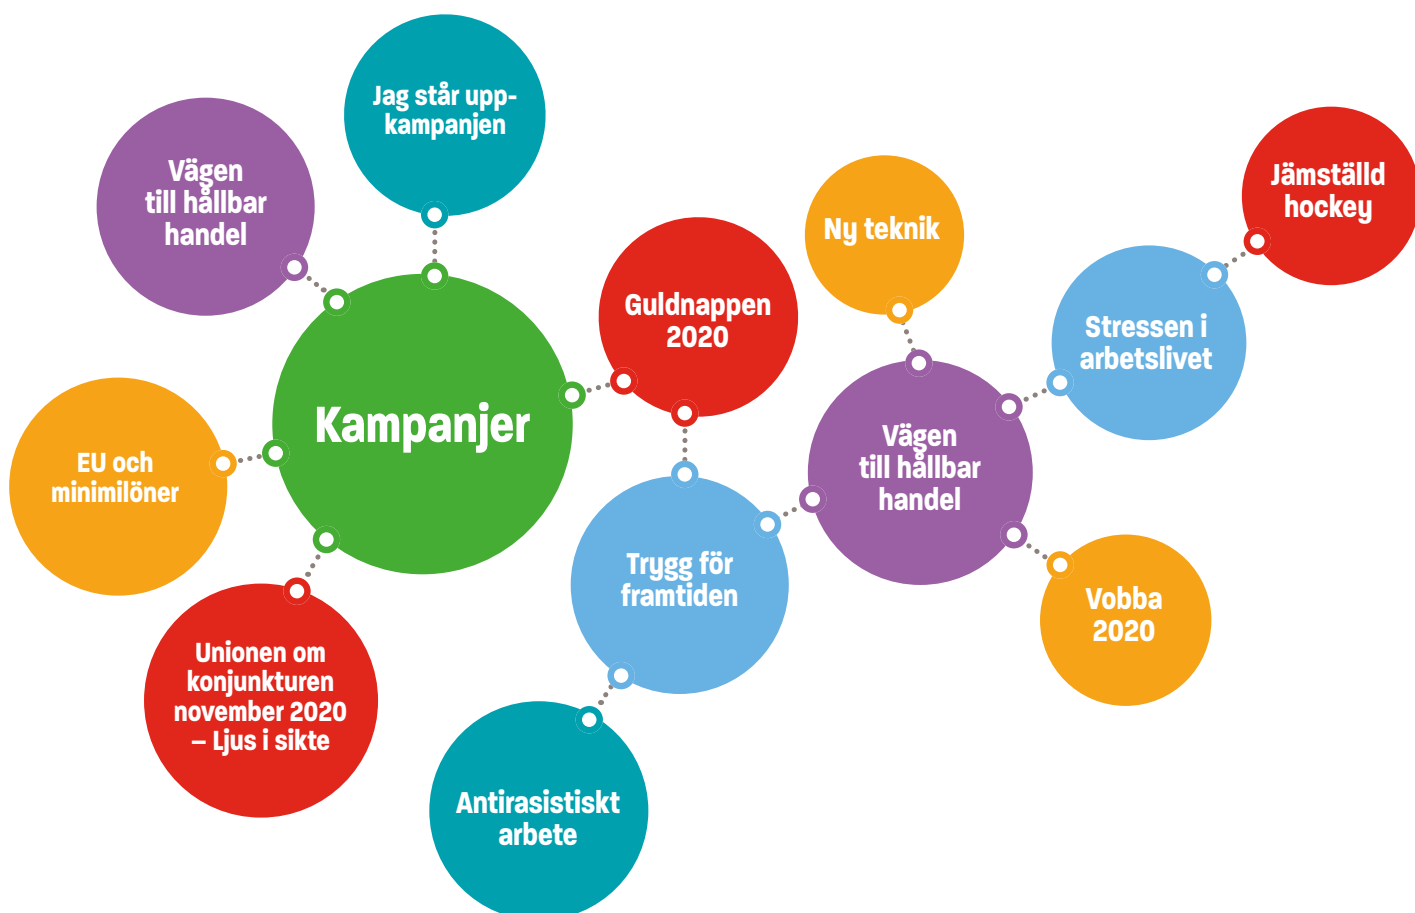 Jag står upp-
kampanjen
Vägen
till hållbar
handel
Kampanjer
EU och
minimilöner
Unionen om
konjunkturen
november 2020
– Ljus i sikte
Guldnappen
2020
Trygg för
framtiden
Antirasistiskt
arbete
Ny teknik
Vägen
till hållbar
handel
Stressen i
arbetslivet
Jämställd
hockey
Vobba
2020